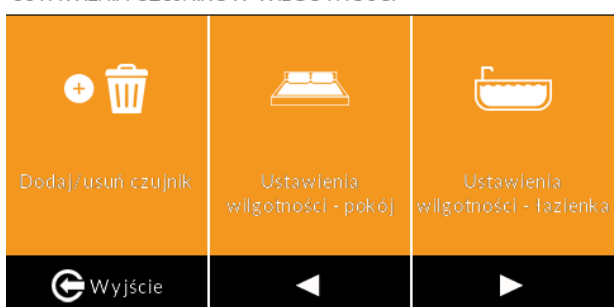 Dodaj/usuń czujnik
Ustawienia
wilgotności - pokój
Ustawienia
wilgotności - łazienka
Wyjście